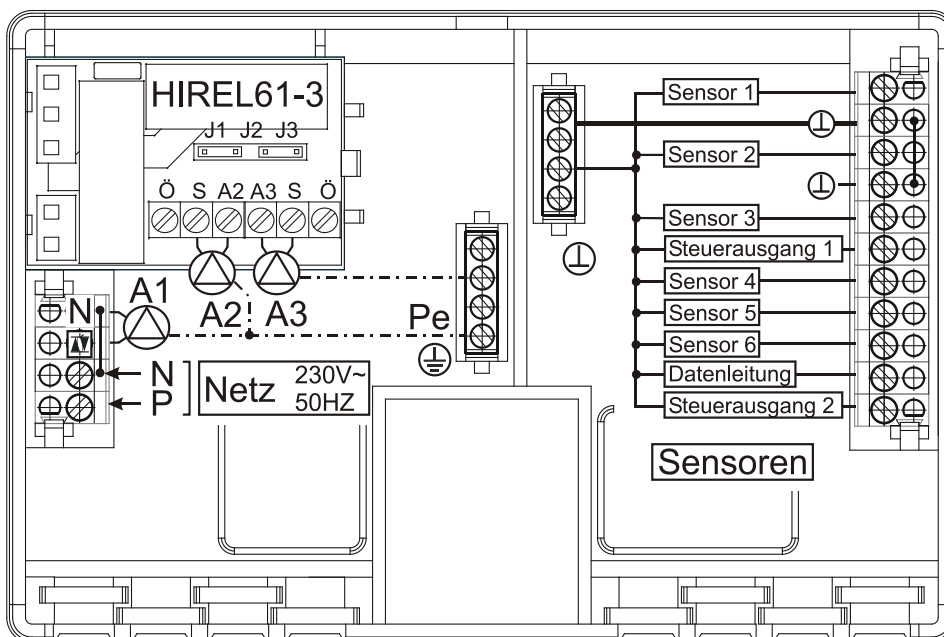 HIREL61-3
J1 J2 J3
Ö S A2 A3 S Ö
A1
A2 A3
N
N
P
Netz 230V~
50HZ
Pe
Sensor 1
Sensor 2
Sensor 3
Steuerausgang 1
Sensor 4
Sensor 5
Sensor 6
Datenleitung
Steuerausgang 2
Sensoren